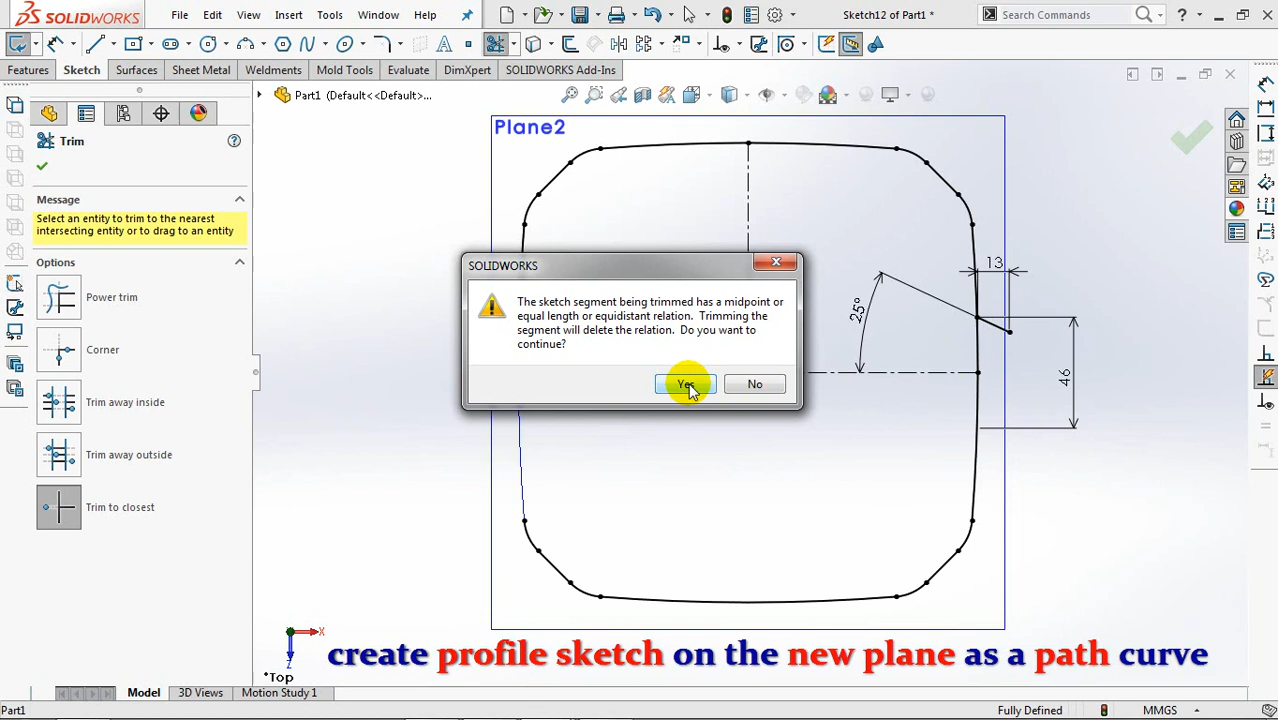 SOLIDWORKS File Edit View Insert Tools Window Help Sketch12 of Part1 * Search Commands ?
Features Sketch Surfaces Sheet Metal Weldments Mold Tools Evaluate DimXpert SOLIDWORKS Add-Ins
Part1 (Default<<Default>...
Trim
?
Message
Select an entity to trim to the nearest
intersecting entity or to drag to an entity
Options
Power trim
Corner
Trim away inside
Trim away outside
Trim to closest
Plane2
13
25°
46
SOLIDWORKS
The sketch segment being trimmed has a midpoint or
equal length or equidistant relation. Trimming the
segment will delete the relation. Do you want to
continue?
Yes No
X
Z
*Top
create profile sketch on the new plane as a path curve
Model 3D Views Motion Study 1
Part1 Fully Defined MMGS